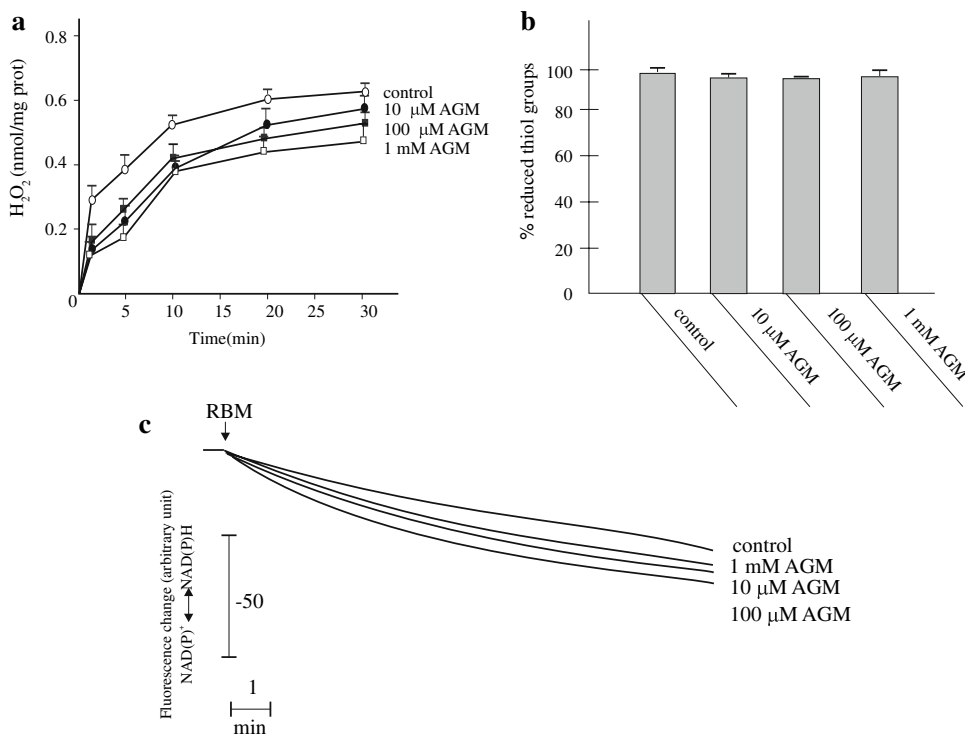 a
H₂O₂ (nmol/mg prot)
0.8
0.6
0.4
0.2
0
5
10
15
20
25
30
Time(min)
control
10 μM AGM
100 μM AGM
1 mM AGM
b
% reduced thiol groups
100
80
60
40
20
0
control
10 μM AGM
100 μM AGM
1 mM AGM
c
RBM
Fluorescence change (arbitrary unit)
NAD(P)⁺ NAD(P)H
-50
1
min
control
1 mM AGM
10 μM AGM
100 μM AGM